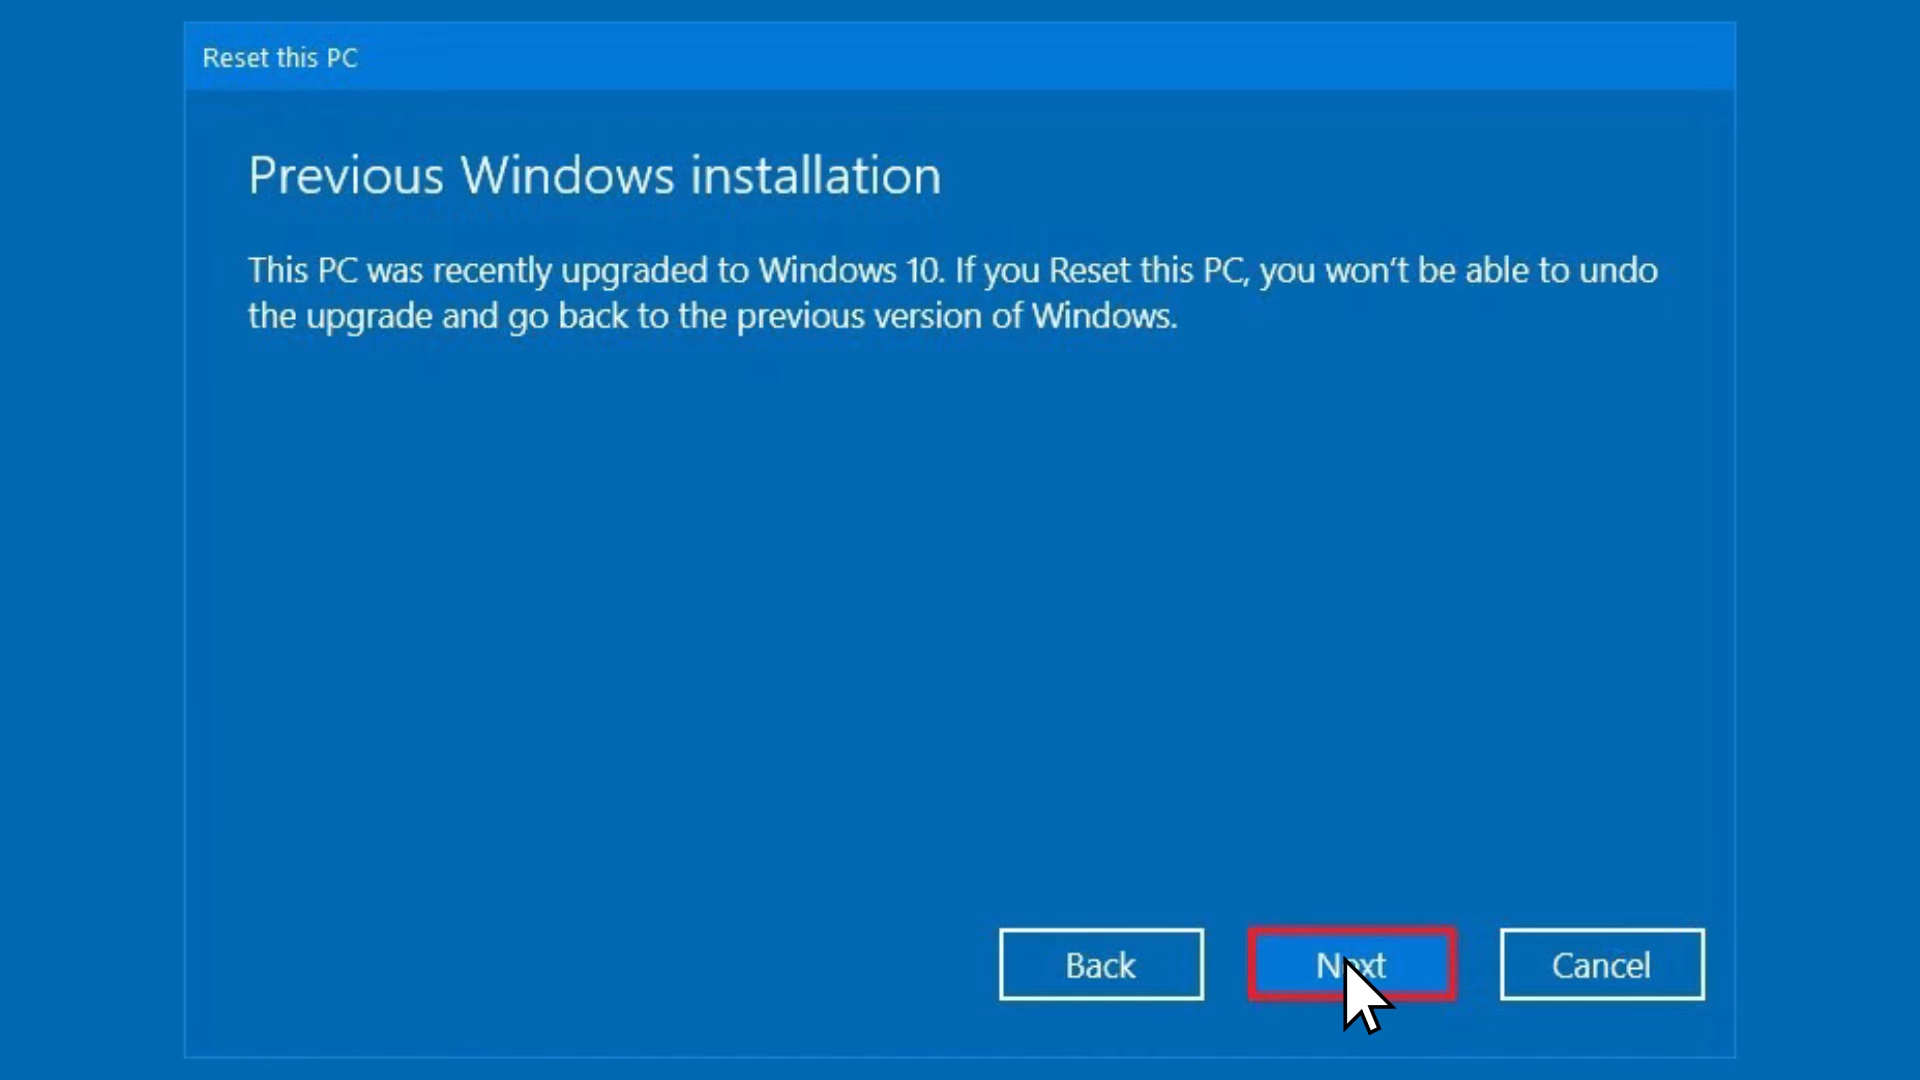 Reset this PC
Previous Windows installation
This PC was recently upgraded to Windows 10. If you Reset this PC, you won't be able to undo
the upgrade and go back to the previous version of Windows.
Back Next Cancel